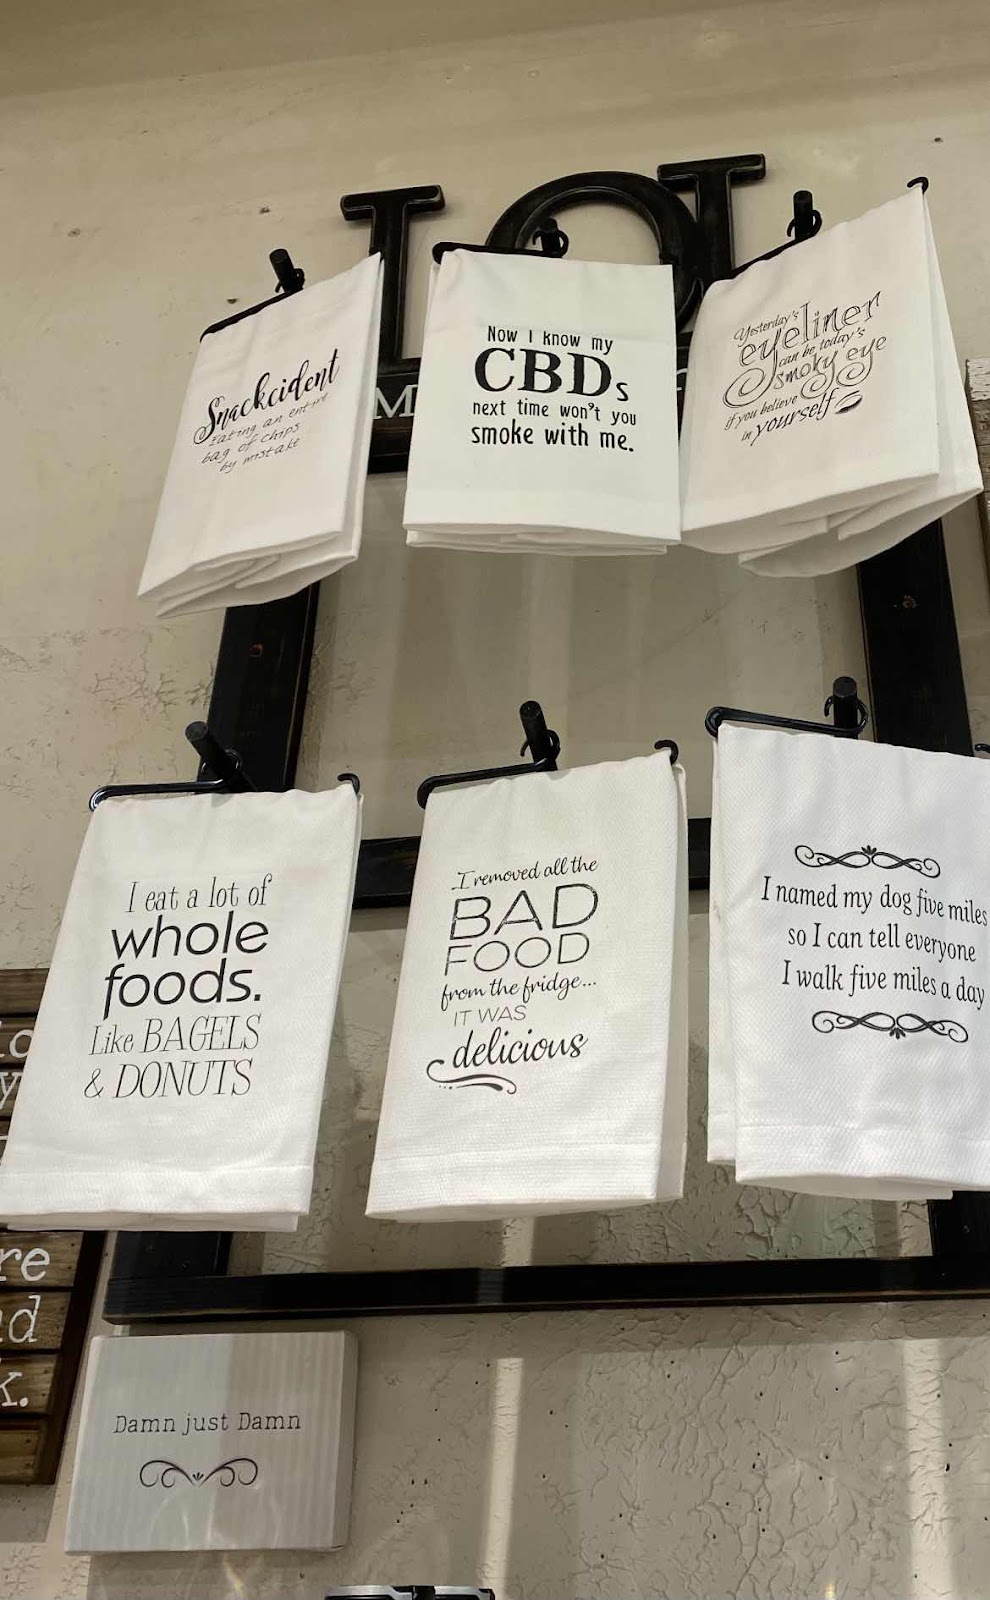 Snackcident
Eating an entire
bag of chips
by mistake
Now I know my
CBDs
next time won't you
smoke with me.
Yesterday's
eyeliner
can be today's
smoky eye
if you believe
in yourself
I eat a lot of
whole
foods.
Like BAGELS
& DONUTS
I removed all the
BAD
FOOD
from the fridge...
IT WAS
delicious
I named my dog five miles
so I can tell everyone
I walk five miles a day
Damn just Damn